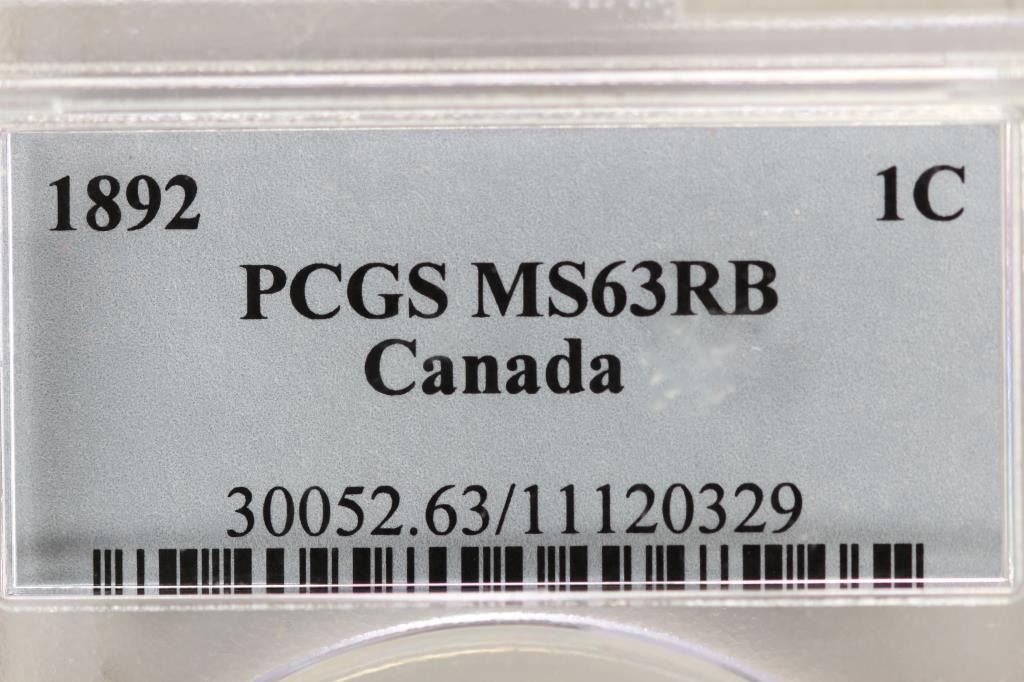 1892 1C
PCGS MS63RB
Canada
30052.63/11120329